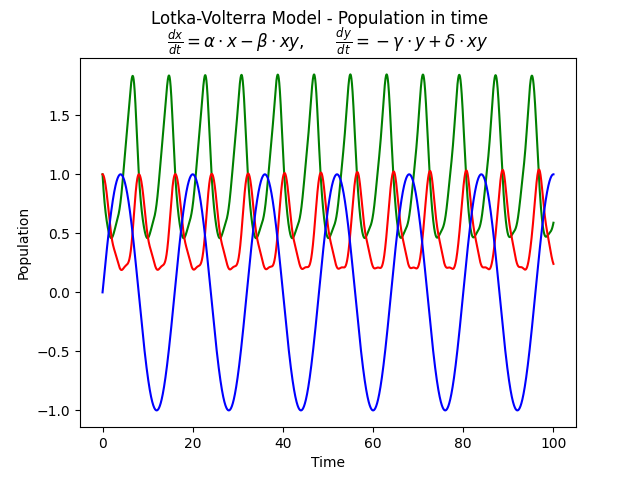 Lotka-Volterra Model - Population in time
dx/dt = α · x − β · xy,  dy/dt = −γ · y + δ · xy
1.5
1.0
0.5
0.0
−0.5
−1.0
Population
0 20 40 60 80 100
Time